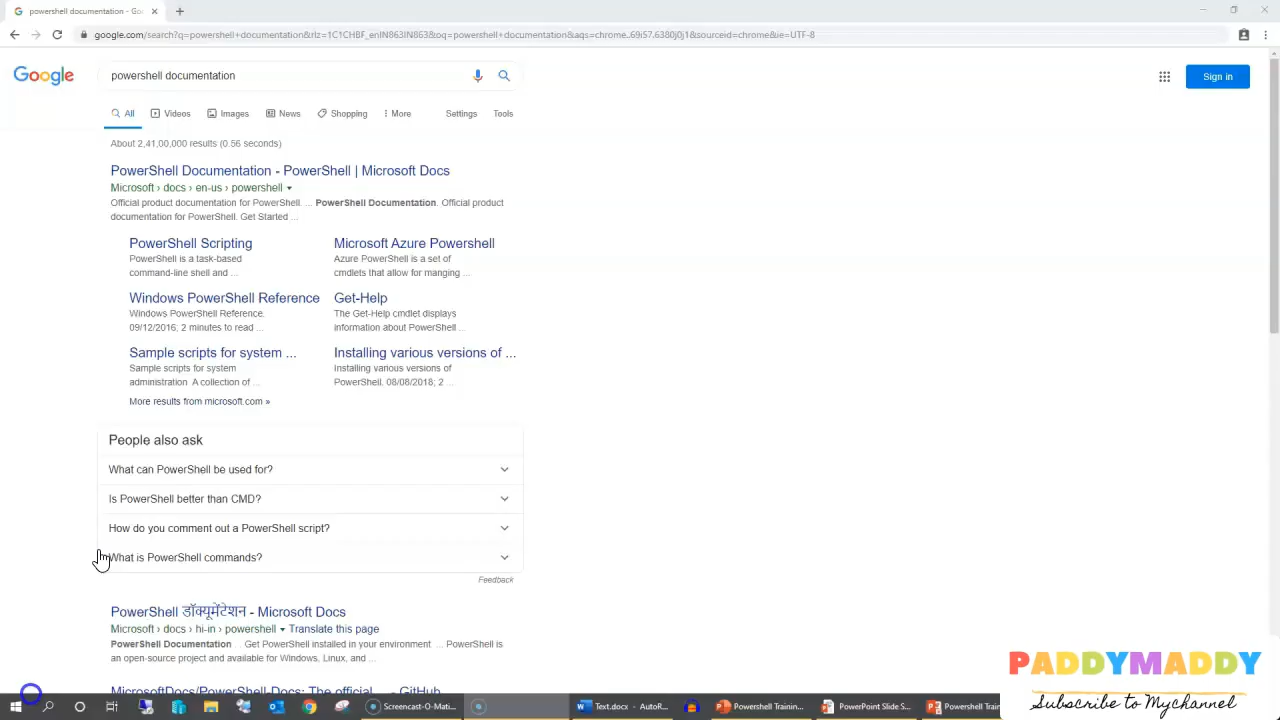 powershell documentation - Goo
google.com/search?q=powershell+documentation&rlz=1C1CHBF_enIN863IN863&oq=powershell+documentation&aqs=chrome..69i57.6380j0j1&sourceid=chrome&ie=UTF-8
Google
powershell documentation
Sign in
All Videos Images News Shopping More Settings Tools
About 2,41,00,000 results (0.56 seconds)
PowerShell Documentation - PowerShell | Microsoft Docs
Microsoft › docs › en-us › powershell
Official product documentation for PowerShell. ... PowerShell Documentation. Official product
documentation for PowerShell. Get Started ...
PowerShell Scripting
PowerShell is a task-based
command-line shell and ...
Microsoft Azure Powershell
Azure PowerShell is a set of
cmdlets that allow for manging ...
Windows PowerShell Reference
Windows PowerShell Reference.
09/12/2016; 2 minutes to read ...
Get-Help
The Get-Help cmdlet displays
information about PowerShell ...
Sample scripts for system ...
Sample scripts for system
administration A collection of ...
Installing various versions of ...
Installing various versions of
PowerShell. 08/08/2018; 2 ...
More results from microsoft.com »
People also ask
What can PowerShell be used for?
Is PowerShell better than CMD?
How do you comment out a PowerShell script?
What is PowerShell commands?
Feedback
PowerShell डॉक्यूमेंटेशन - Microsoft Docs
Microsoft › docs › hi-in › powershell Translate this page
PowerShell Documentation ... Get PowerShell installed in your environment ... PowerShell is
an open-source project and available for Windows, Linux, and ...
MicrosoftDocs/PowerShell-Docs: The official ... - GitHub
PADDYMADDY
Subscribe to Mychannel
Screencast-O-Mati... Text.docx - AutoR... Powershell Trainin... PowerPoint Slide S... Powershell Train